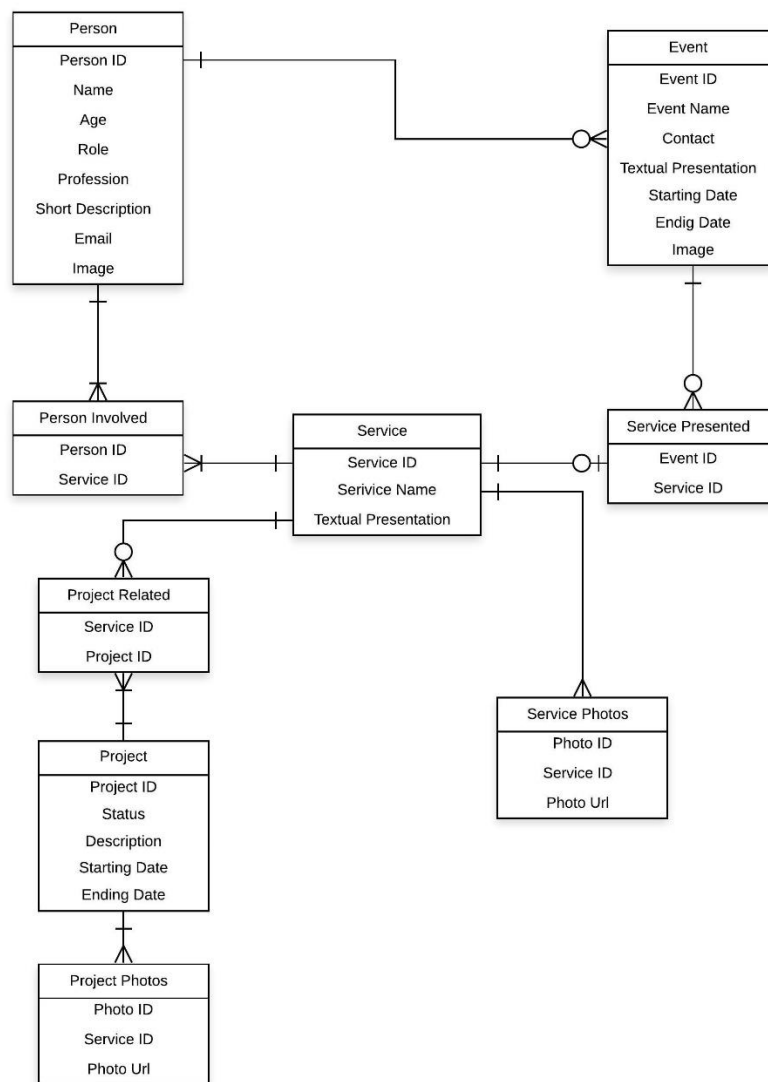 Person
Person ID
Name
Age
Role
Profession
Short Description
Email
Image
Event
Event ID
Event Name
Contact
Textual Presentation
Starting Date
Endig Date
Image
Person Involved
Person ID
Service ID
Service
Service ID
Serivice Name
Textual Presentation
Service Presented
Event ID
Service ID
Project Related
Service ID
Project ID
Service Photos
Photo ID
Service ID
Photo Url
Project
Project ID
Status
Description
Starting Date
Ending Date
Project Photos
Photo ID
Service ID
Photo Url